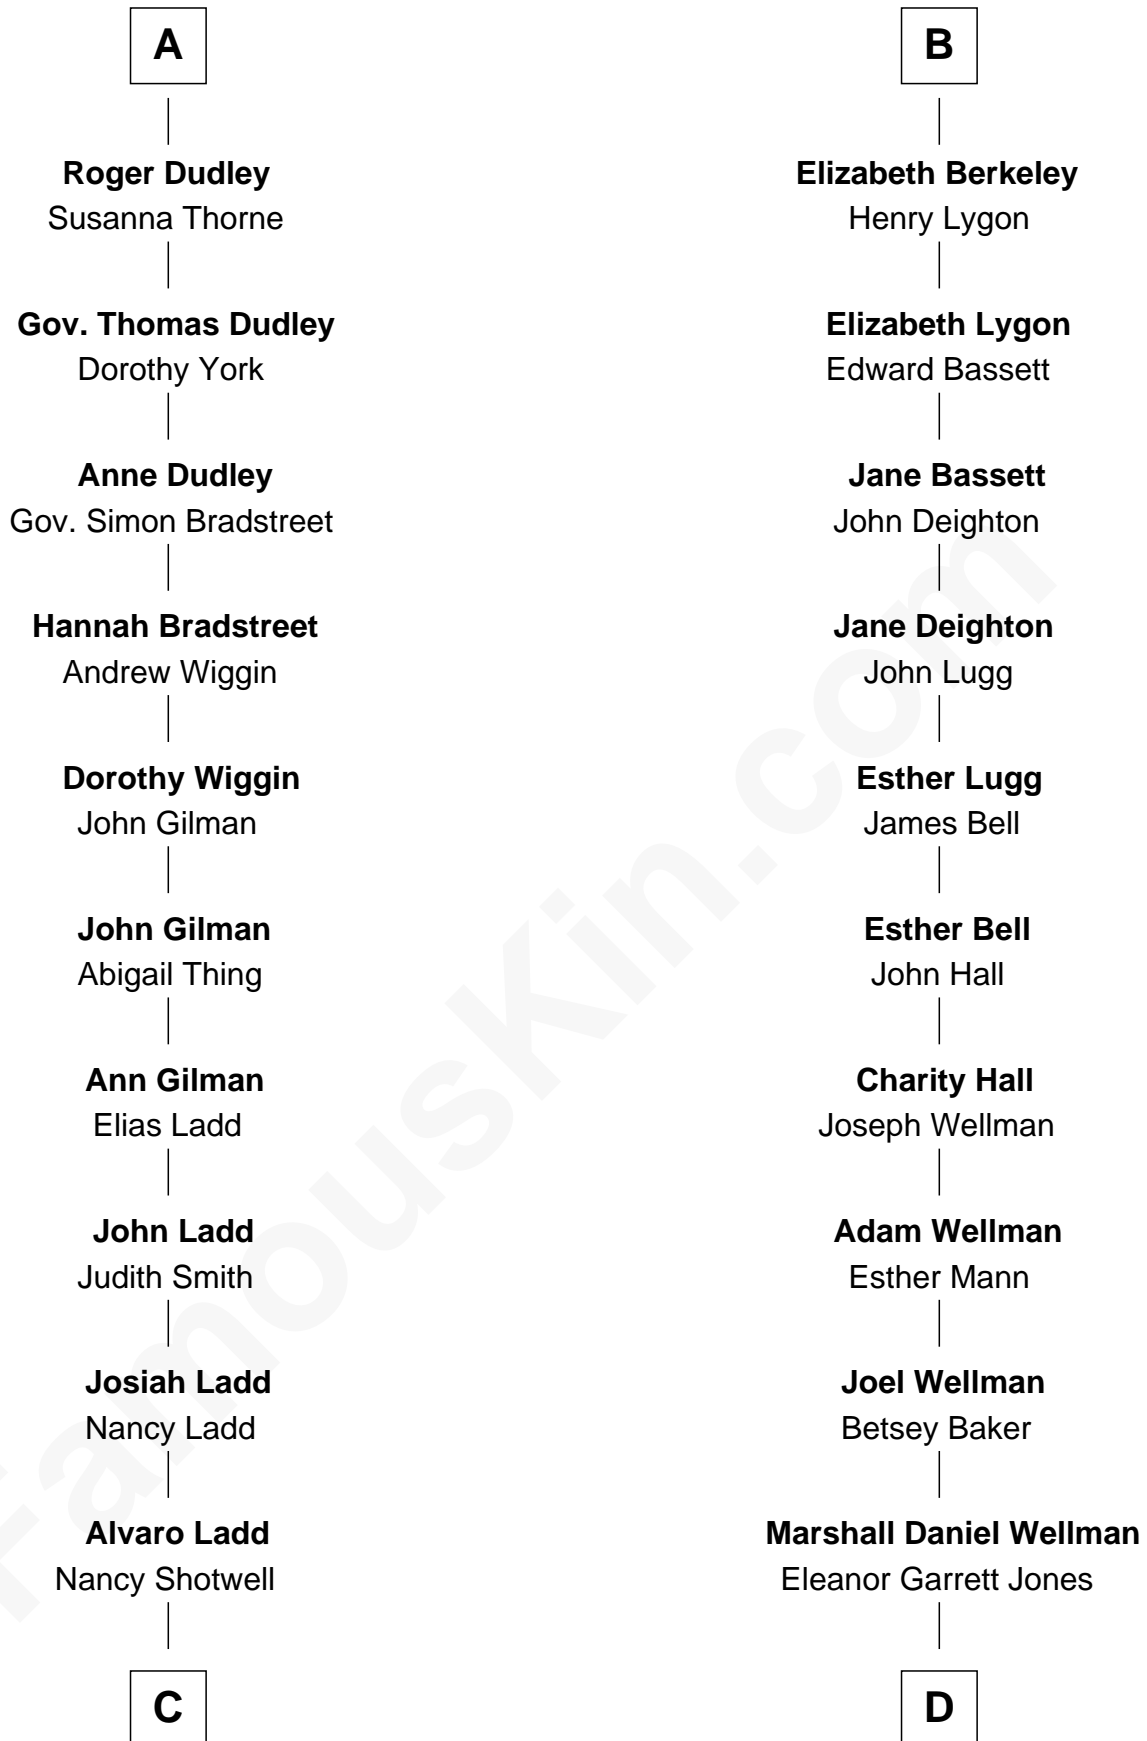 A
Roger Dudley
Susanna Thorne
Gov. Thomas Dudley
Dorothy York
Anne Dudley
Gov. Simon Bradstreet
Hannah Bradstreet
Andrew Wiggin
Dorothy Wiggin
John Gilman
John Gilman
Abigail Thing
Ann Gilman
Elias Ladd
John Ladd
Judith Smith
Josiah Ladd
Nancy Ladd
Alvaro Ladd
Nancy Shotwell
C
B
Elizabeth Berkeley
Henry Lygon
Elizabeth Lygon
Edward Bassett
Jane Bassett
John Deighton
Jane Deighton
John Lugg
Esther Lugg
James Bell
Esther Bell
John Hall
Charity Hall
Joseph Wellman
Adam Wellman
Esther Mann
Joel Wellman
Betsey Baker
Marshall Daniel Wellman
Eleanor Garrett Jones
D
FamousKin.com